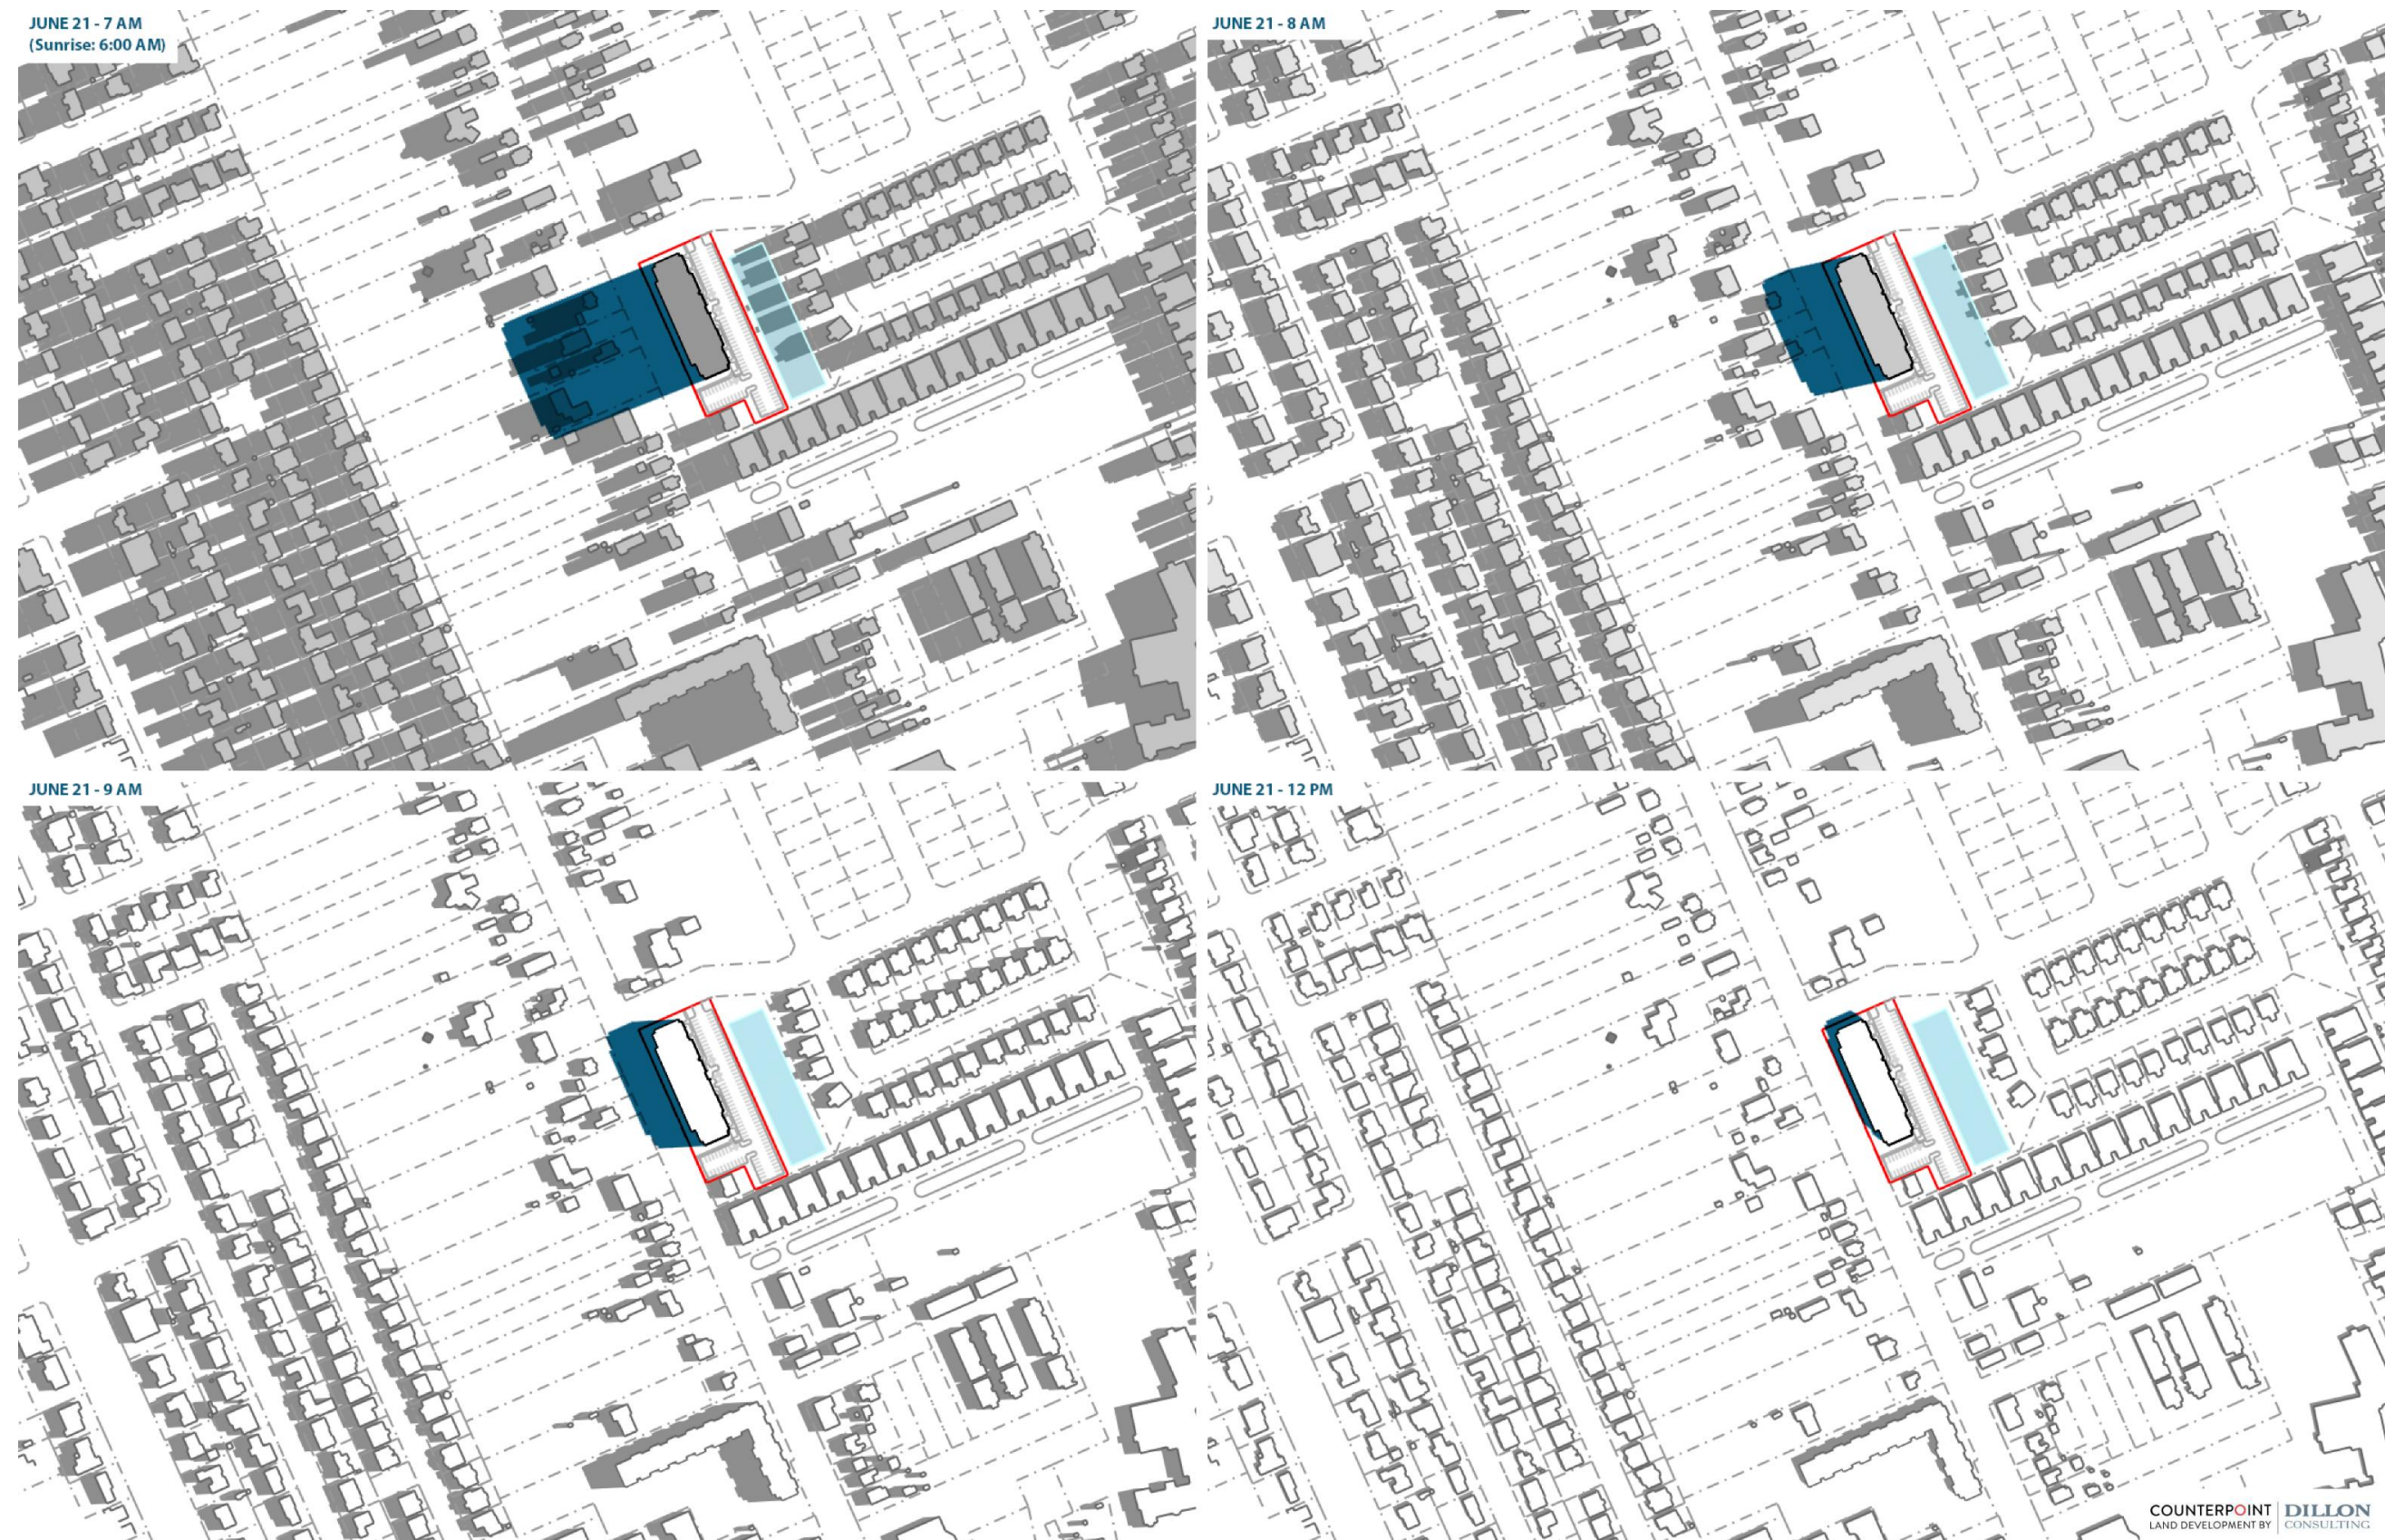 JUNE 21 - 7 AM
(Sunrise: 6:00 AM)
JUNE 21 - 8 AM
JUNE 21 - 9 AM
JUNE 21 - 12 PM
COUNTERPOINT
LAND DEVELOPMENT BY
DILLON
CONSULTING